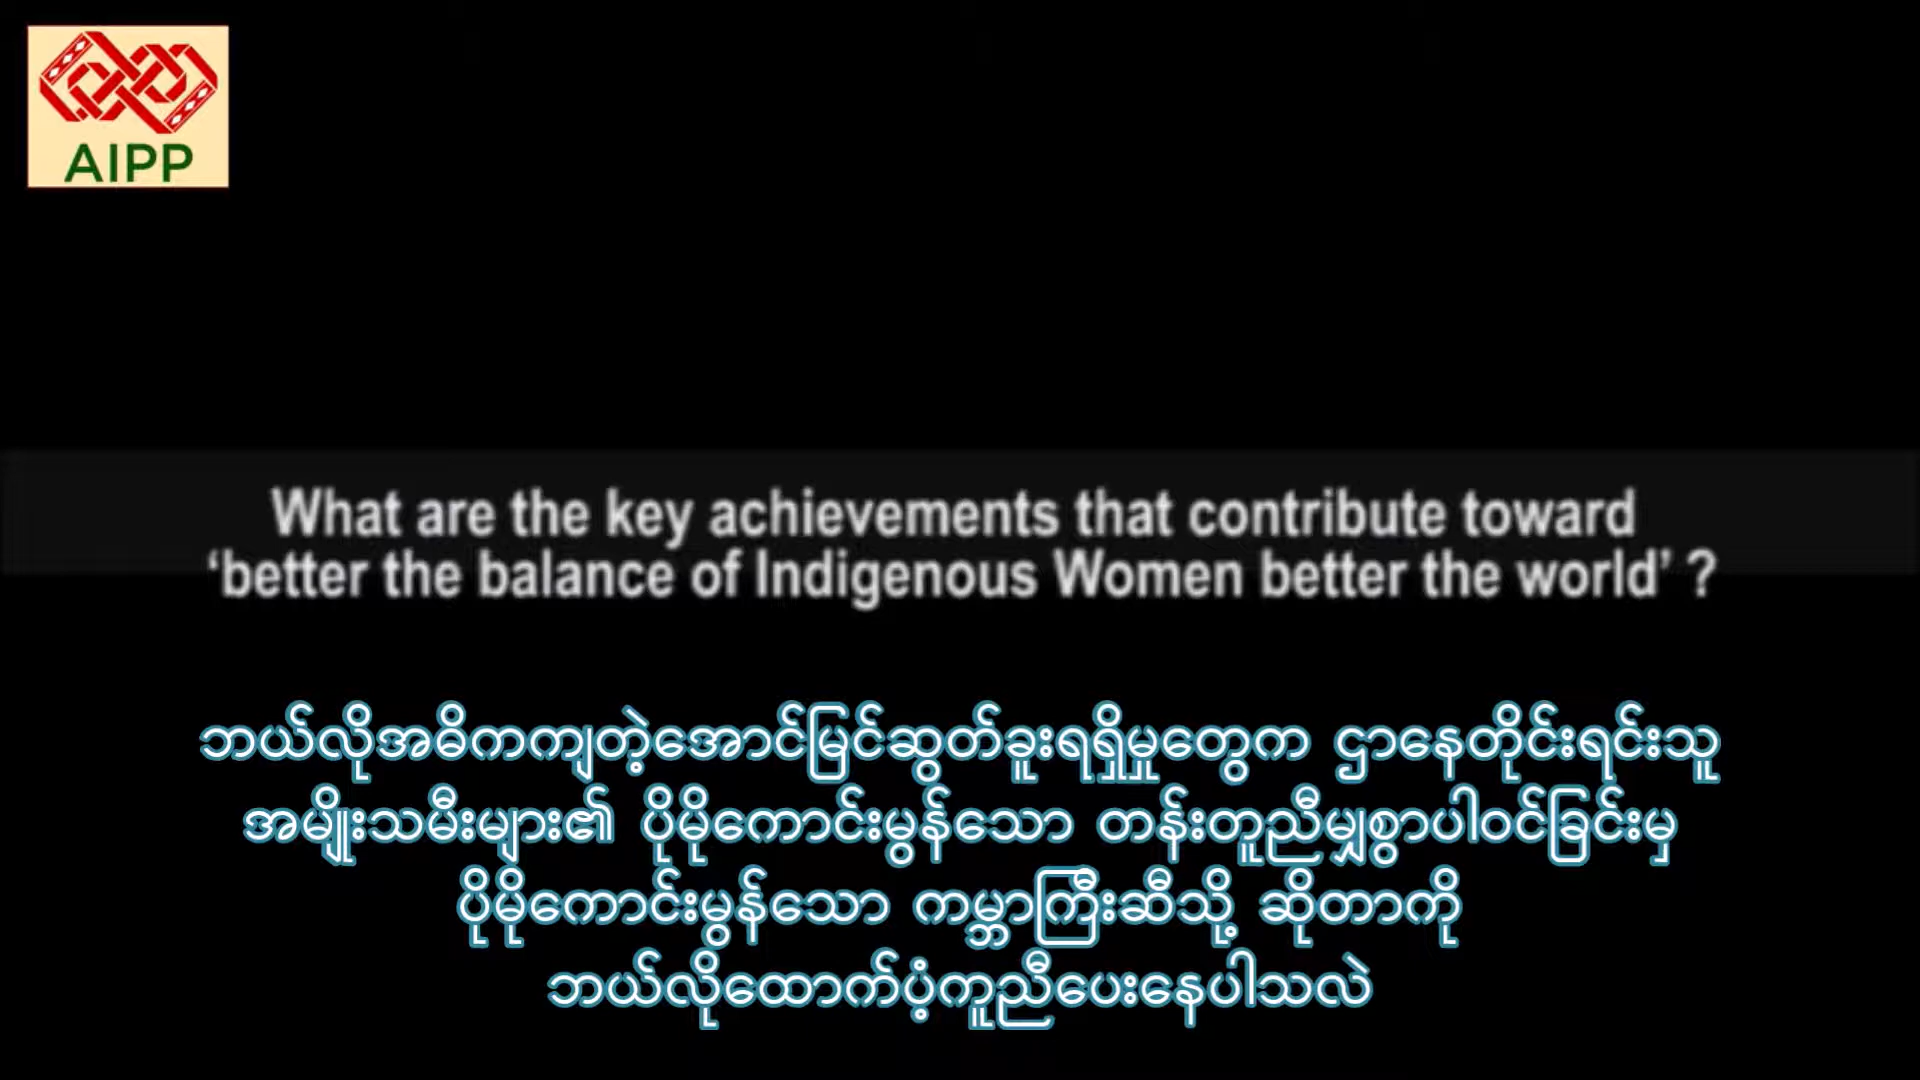 AIPP
What are the key achievements that contribute toward
‘better the balance of Indigenous Women better the world’ ?
ဘယ်လိုအဓိကကျတဲ့အောင်မြင်ဆွတ်ခူးရရှိမှုတွေက ဌာနေတိုင်းရင်းသူ
အမျိုးသမီးများ၏ ပိုမိုကောင်းမွန်သော တန်းတူညီမျှစွာပါဝင်ခြင်းမှ
ပိုမိုကောင်းမွန်သော ကမ္ဘာကြီးဆီသို့ ဆိုတာကို
ဘယ်လိုထောက်ပံ့ကူညီပေးနေပါသလဲ